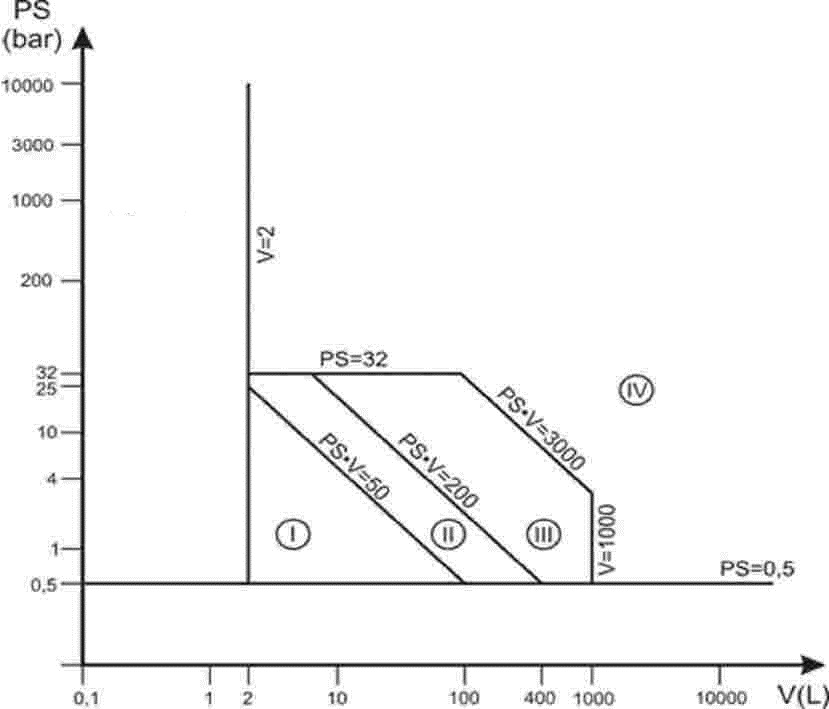 PS
(bar)
10000
3000
1000
200
32
25
10
4
1
0,5
V=2
PS=32
PS•V=50
PS•V=200
PS•V=3000
V=1000
PS=0,5
I
II
III
IV
0,1
1
2
10
100
400
1000
10000
V(L)